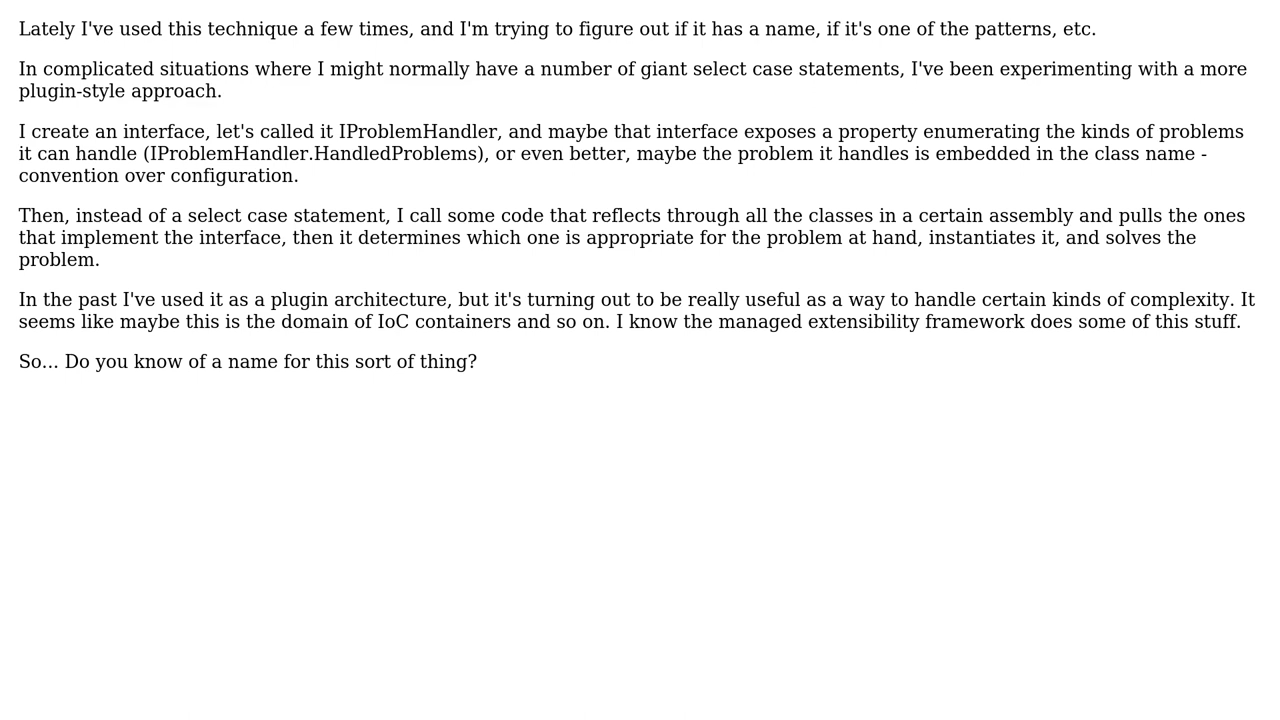 Lately I've used this technique a few times, and I'm trying to figure out if it has a name, if it's one of the patterns, etc.
In complicated situations where I might normally have a number of giant select case statements, I've been experimenting with a more
plugin-style approach.
I create an interface, let's called it IProblemHandler, and maybe that interface exposes a property enumerating the kinds of problems
it can handle (IProblemHandler.HandledProblems), or even better, maybe the problem it handles is embedded in the class name -
convention over configuration.
Then, instead of a select case statement, I call some code that reflects through all the classes in a certain assembly and pulls the ones
that implement the interface, then it determines which one is appropriate for the problem at hand, instantiates it, and solves the
problem.
In the past I've used it as a plugin architecture, but it's turning out to be really useful as a way to handle certain kinds of complexity. It
seems like maybe this is the domain of IoC containers and so on. I know the managed extensibility framework does some of this stuff.
So... Do you know of a name for this sort of thing?